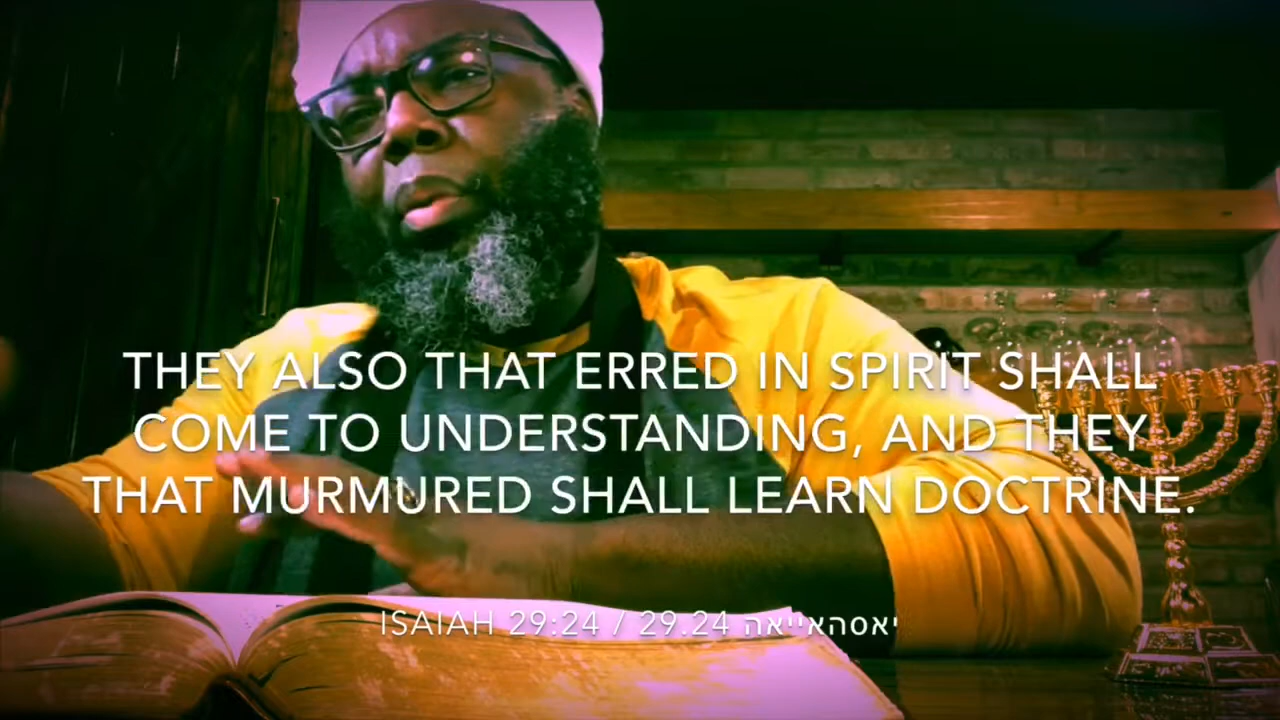 THEY ALSO THAT ERRED IN SPIRIT SHALL
COME TO UNDERSTANDING, AND THEY
THAT MURMURED SHALL LEARN DOCTRINE.
ISAIAH 29:24 / 29.24 יאסהאייאה